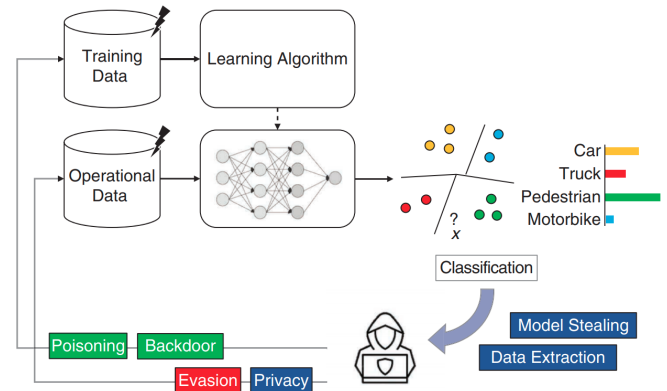 Training
Data
Learning Algorithm
Operational
Data
Car
Truck
Pedestrian
Motorbike
?
x
Classification
Poisoning
Backdoor
Model Stealing
Data Extraction
Evasion
Privacy